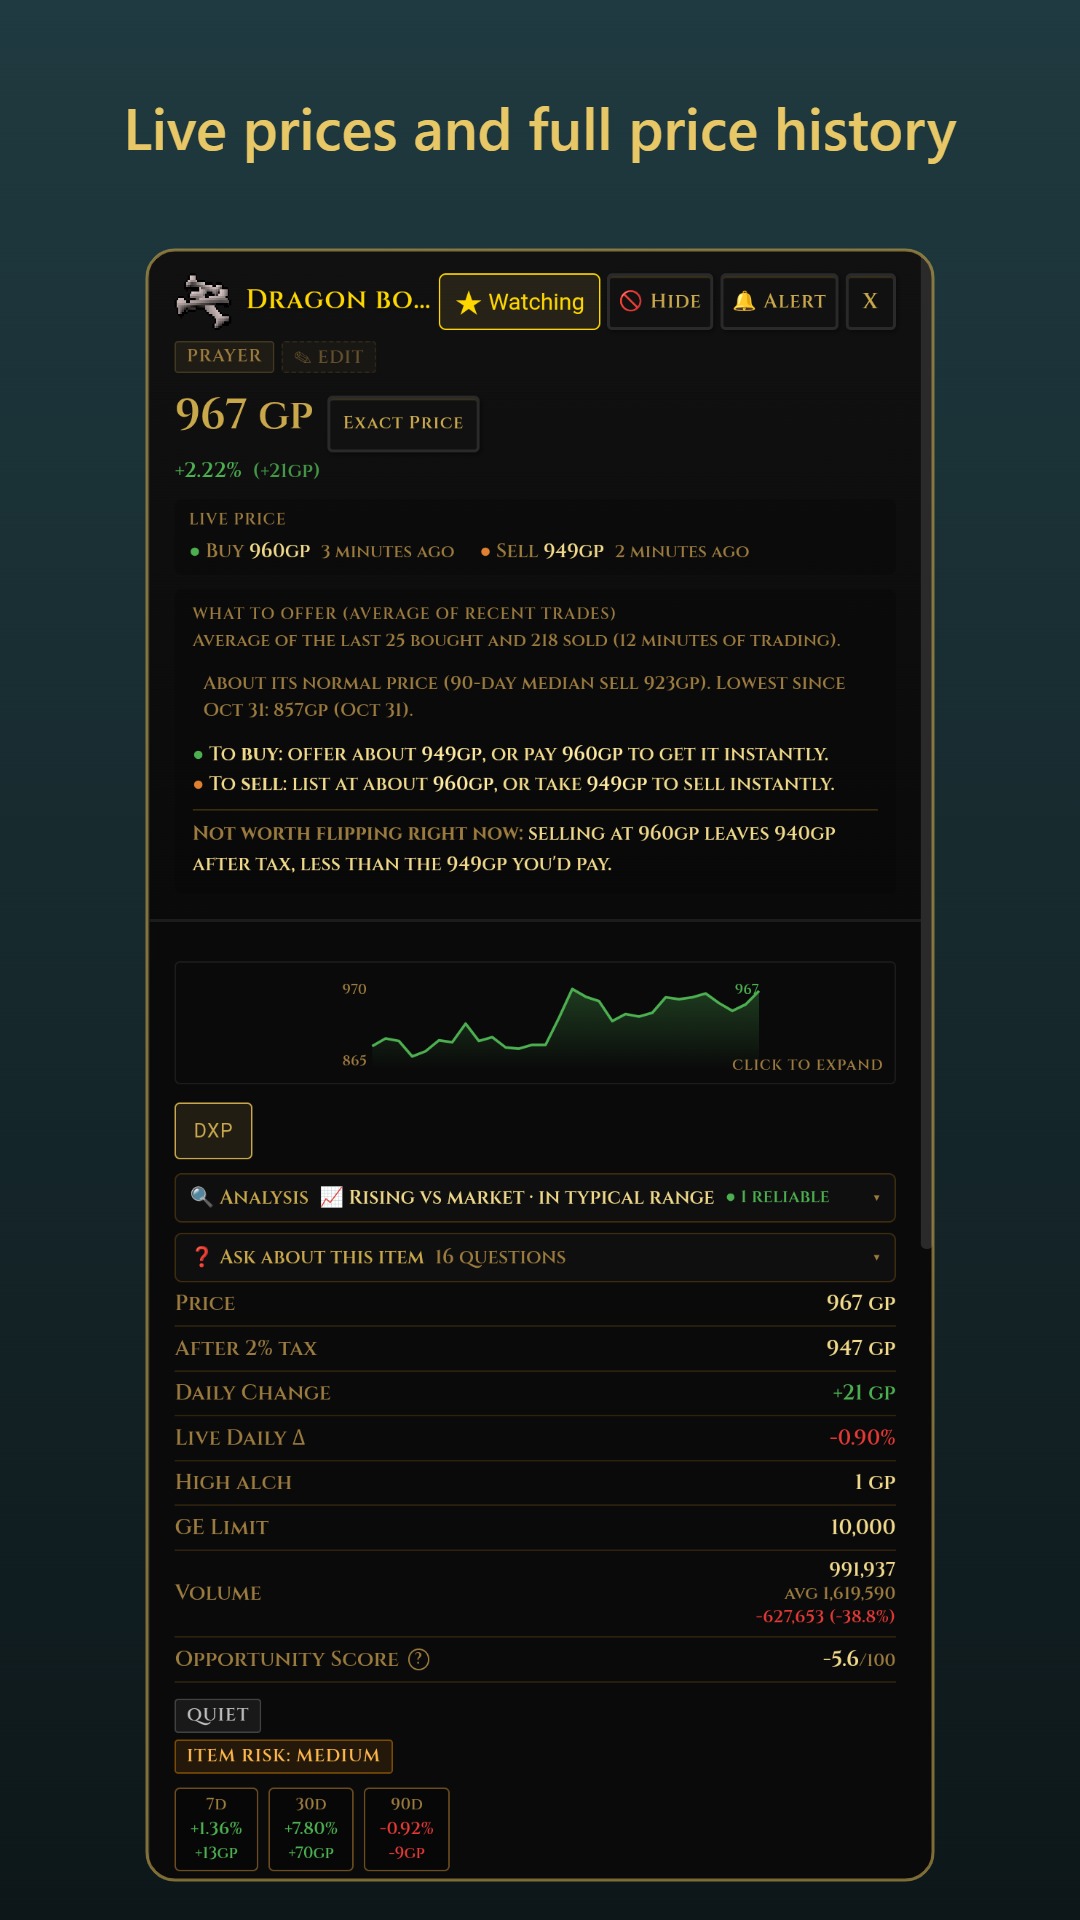 Live prices and full price history
Dragon bo... ★ Watching 🚫 Hide 🔔 Alert X
PRAYER ✎ EDIT
967 GP Exact Price
+2.22% (+21GP)
LIVE PRICE
● Buy 960GP 3 minutes ago ● Sell 949GP 2 minutes ago
WHAT TO OFFER (AVERAGE OF RECENT TRADES)
Average of the last 25 bought and 218 sold (12 minutes of trading).
About its normal price (90-day median sell 923gp). Lowest since
Oct 31: 857gp (Oct 31).
● To buy: offer about 949gp, or pay 960gp to get it instantly.
● To sell: list at about 960gp, or take 949gp to sell instantly.
Not worth flipping right now: selling at 960gp leaves 940gp
after tax, less than the 949gp you'd pay.
970
967
865
CLICK TO EXPAND
DXP
🔍 Analysis 📈 Rising vs market · in typical range ● 1 reliable ▾
❓ Ask about this item 16 questions ▾
Price 967 GP
After 2% tax 947 GP
Daily Change +21 GP
Live Daily Δ -0.90%
High alch 1 GP
GE Limit 10,000
Volume 991,937
avg 1,619,590
-627,653 (-38.8%)
Opportunity Score ? -5.6/100
QUIET
ITEM RISK: MEDIUM
7D 30D 90D
+1.36% +7.80% -0.92%
+13GP +70GP -9GP